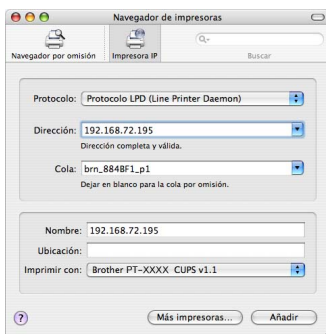 Navegador de impresoras
Navegador por omisión Impresora IP Buscar
Protocolo: Protocolo LPD (Line Printer Daemon)
Dirección: 192.168.72.195
Dirección completa y válida.
Cola: brn_884BF1_p1
Dejar en blanco para la cola por omisión.
Nombre: 192.168.72.195
Ubicación:
Imprimir con: Brother PT-XXXX CUPS v1.1
? Más impresoras... Añadir